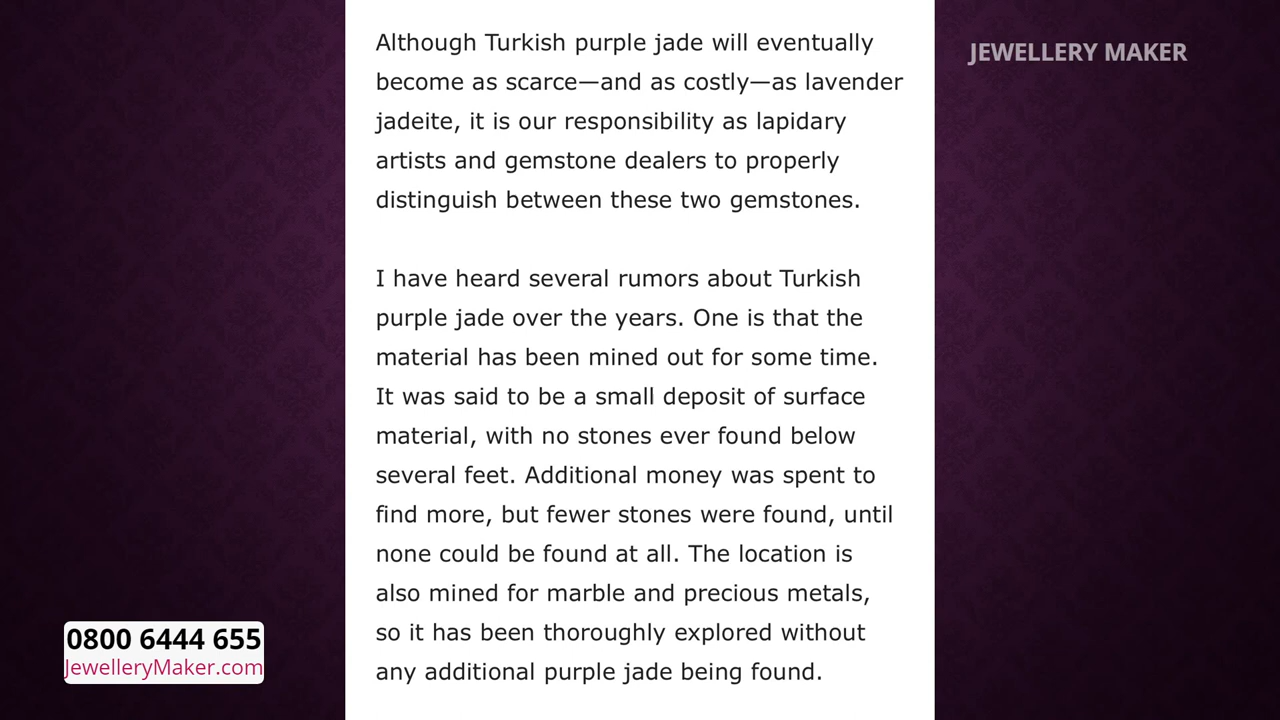 Although Turkish purple jade will eventually
become as scarce—and as costly—as lavender
jadeite, it is our responsibility as lapidary
artists and gemstone dealers to properly
distinguish between these two gemstones.
I have heard several rumors about Turkish
purple jade over the years. One is that the
material has been mined out for some time.
It was said to be a small deposit of surface
material, with no stones ever found below
several feet. Additional money was spent to
find more, but fewer stones were found, until
none could be found at all. The location is
also mined for marble and precious metals,
so it has been thoroughly explored without
any additional purple jade being found.
JEWELLERY MAKER
0800 6444 655
JewelleryMaker.com